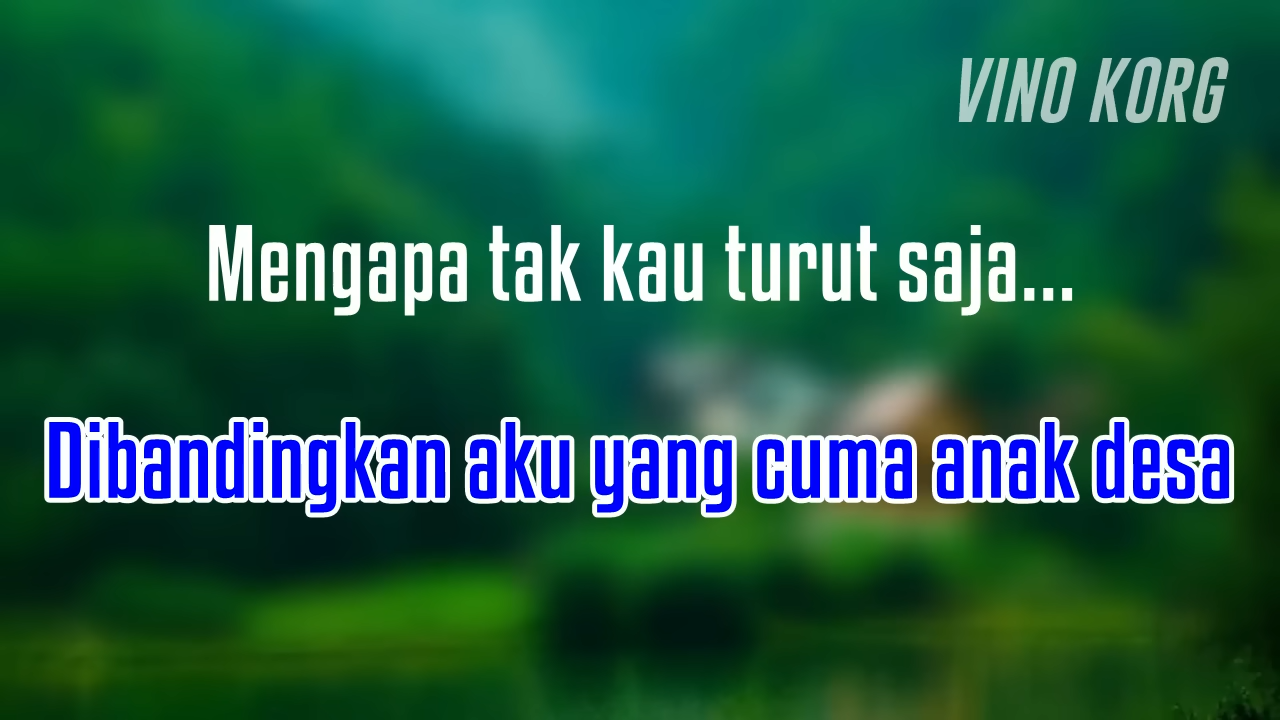 VINO KORG
Mengapa tak kau turut saja...
Dibandingkan aku yang cuma anak desa